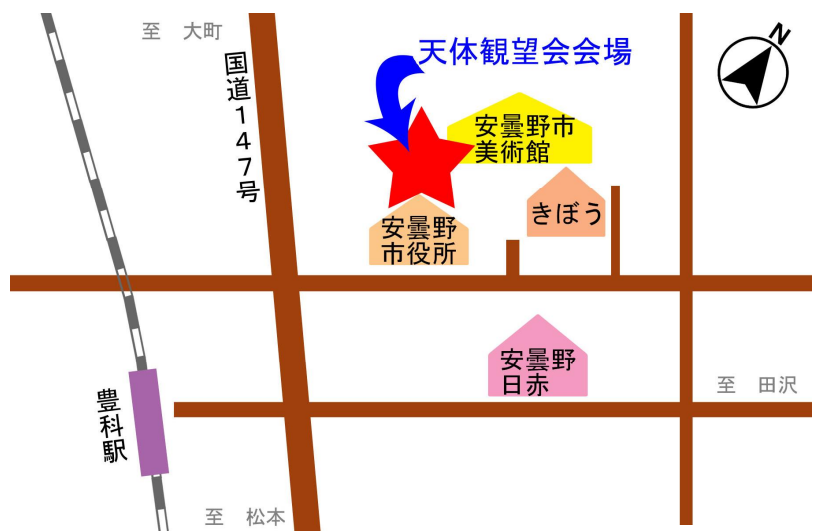 至　大町
国道147号
天体観望会会場
N
安曇野市
美術館
きぼう
安曇野
市役所
安曇野
日赤
至　田沢
豊科駅
至　松本